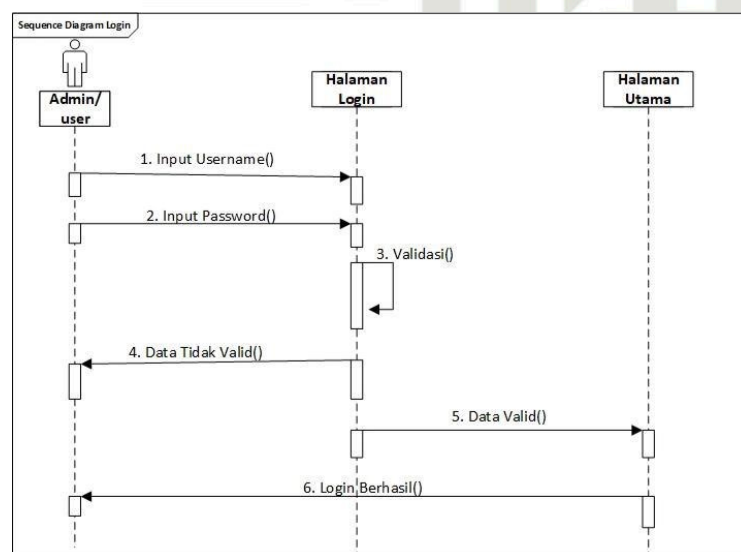 Sequence Diagram Login
Admin/
user
Halaman
Login
Halaman
Utama
1. Input Username()
2. Input Password()
3. Validasi()
4. Data Tidak Valid()
5. Data Valid()
6. Login Berhasil()